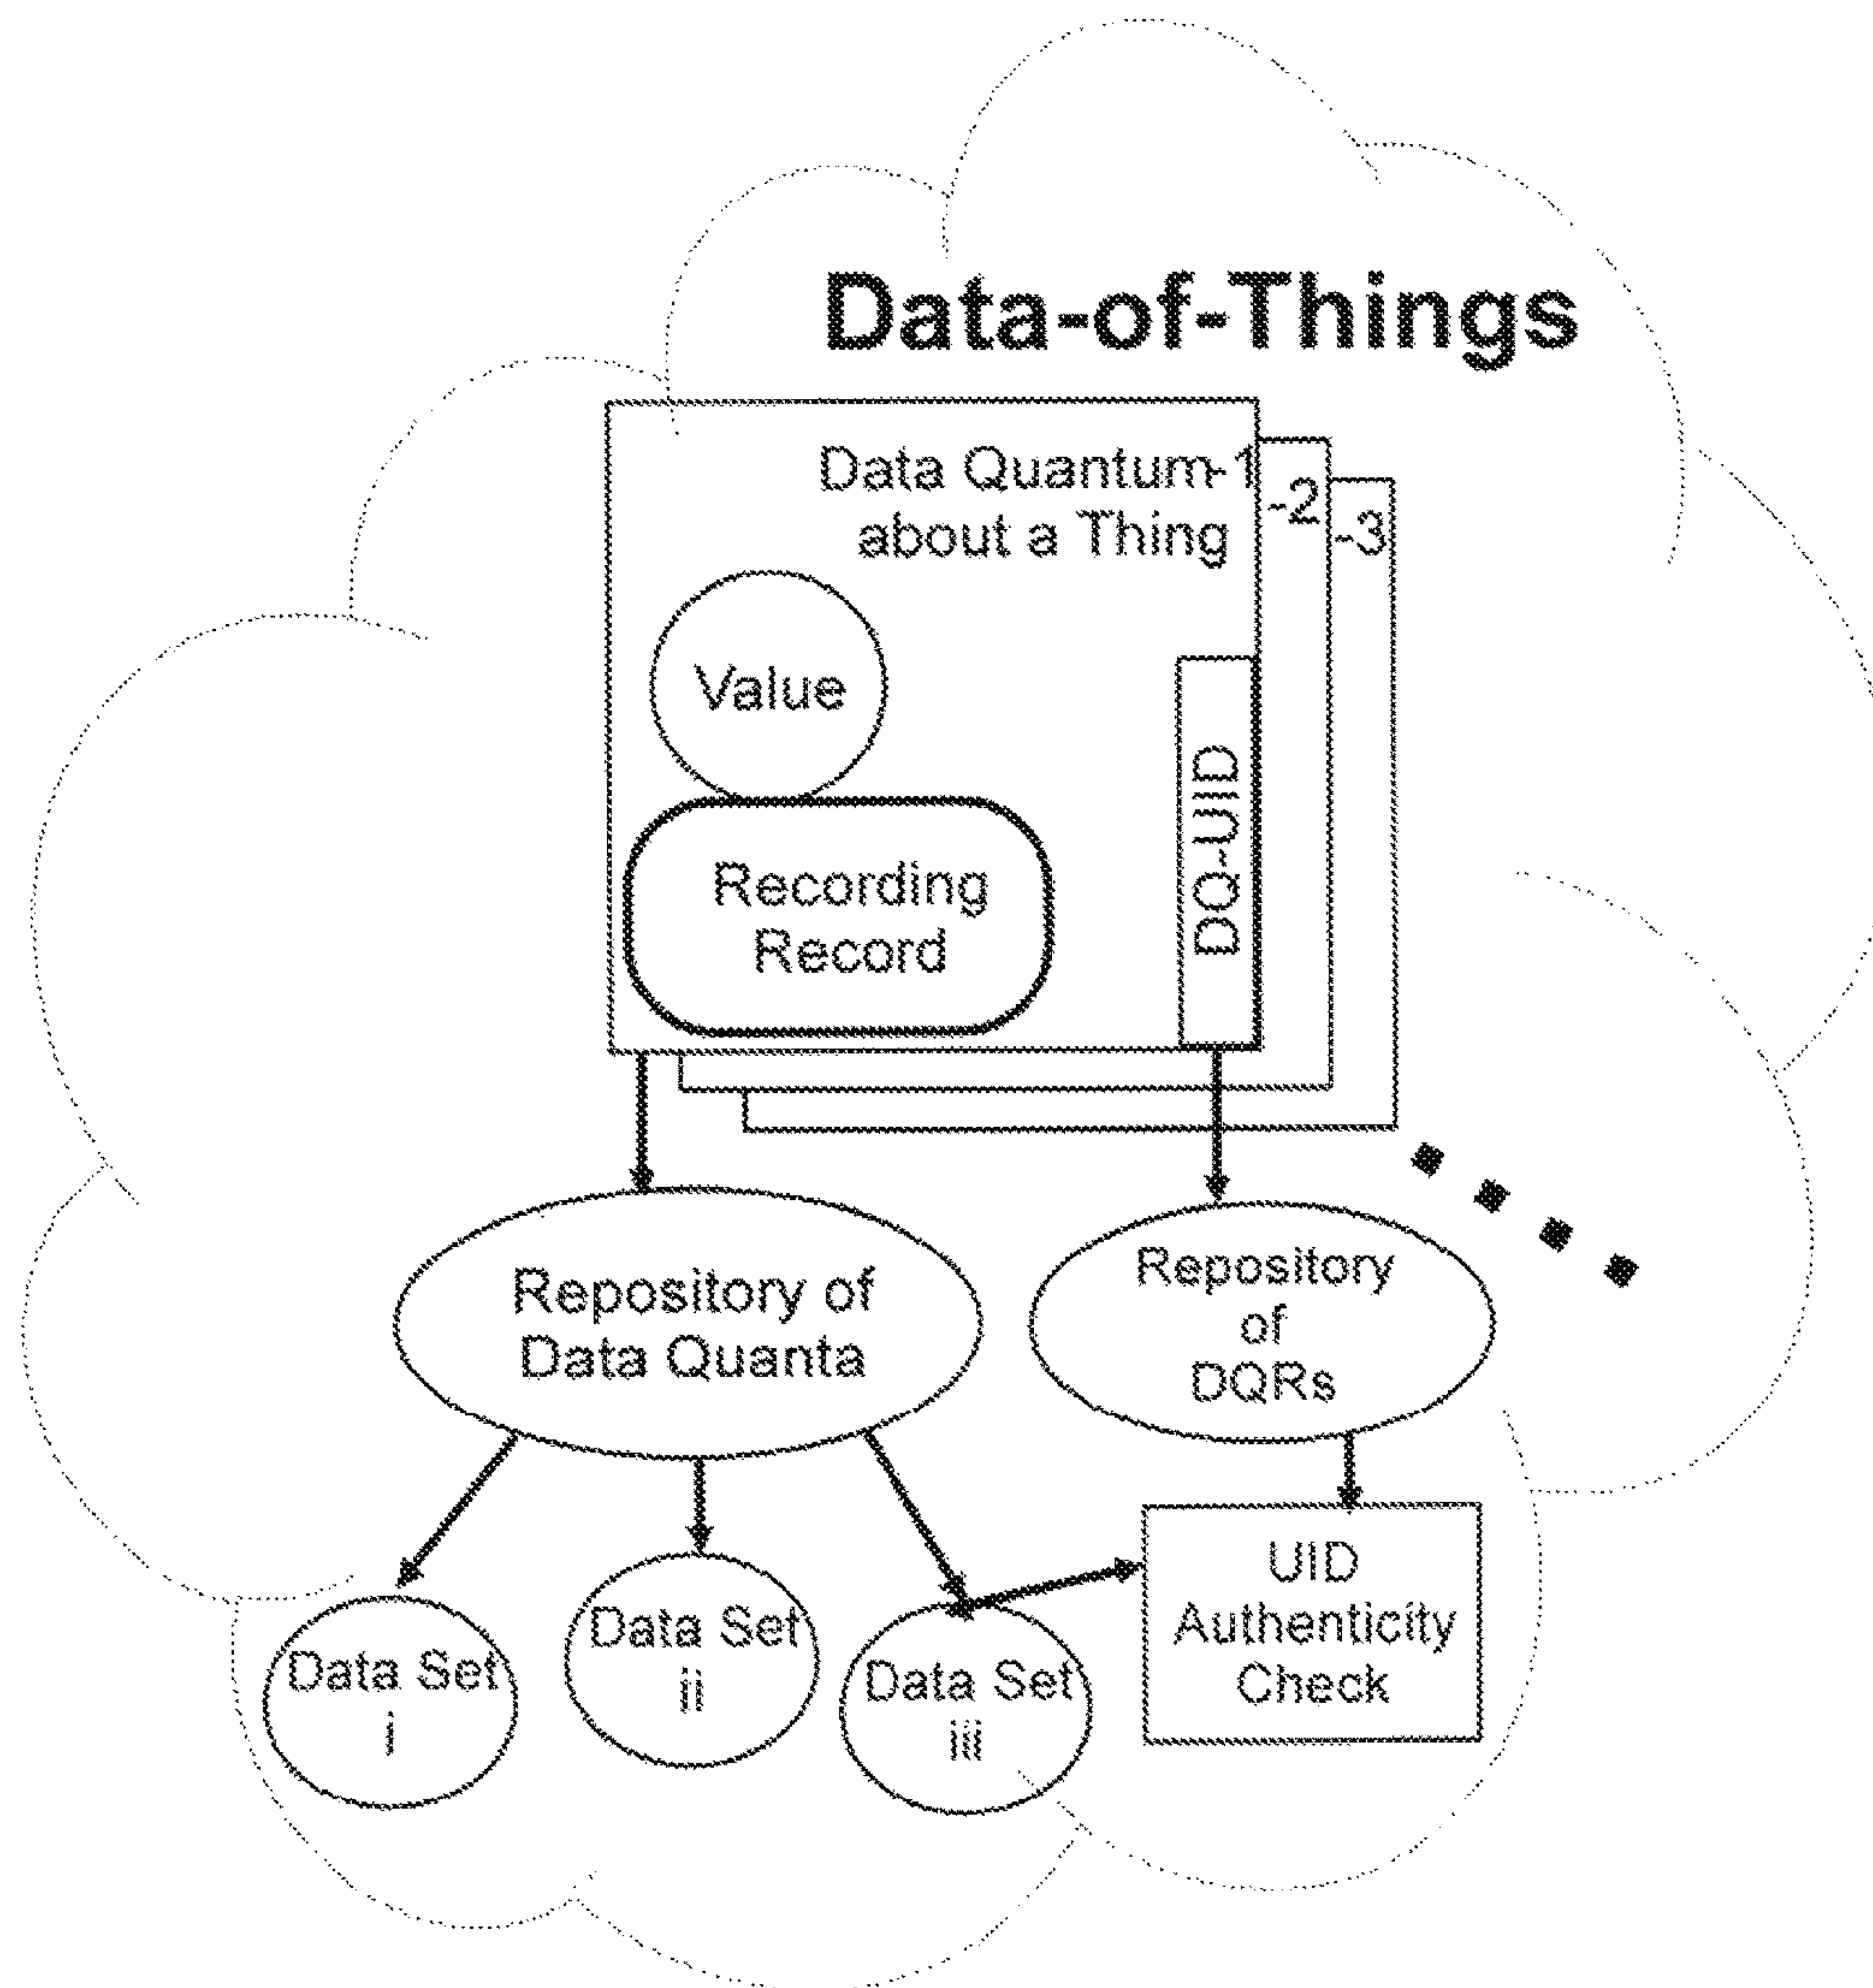 Data-of-Things
Data Quantum-1
about a Thing
-2
-3
Value
DQ-UID
Recording
Record
Repository of
Data Quanta
Repository
of
DQRs
Data Set
i
Data Set
ii
Data Set
iii
UID
Authenticity
Check